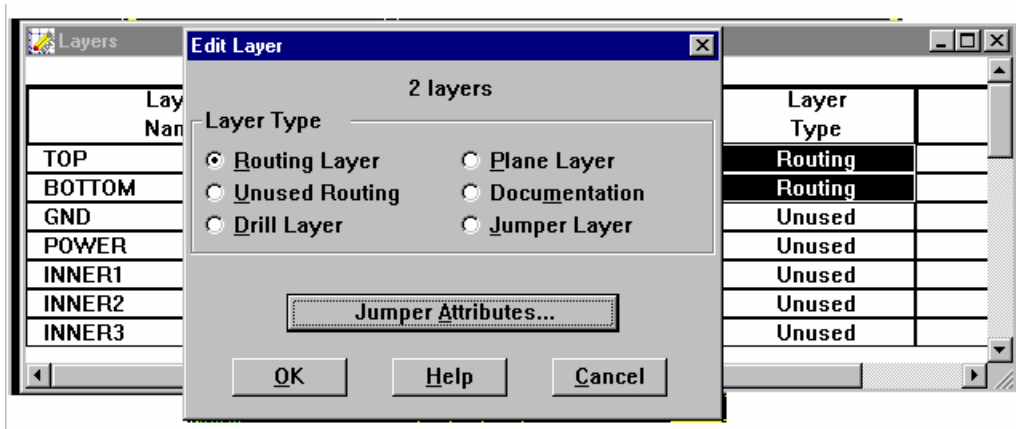 Layers
Edit Layer
2 layers
Layer Type
Routing Layer
Plane Layer
Unused Routing
Documentation
Drill Layer
Jumper Layer
Jumper Attributes...
OK
Help
Cancel
Lay
Nam
Layer
Type
TOP
Routing
BOTTOM
Routing
GND
Unused
POWER
Unused
INNER1
Unused
INNER2
Unused
INNER3
Unused